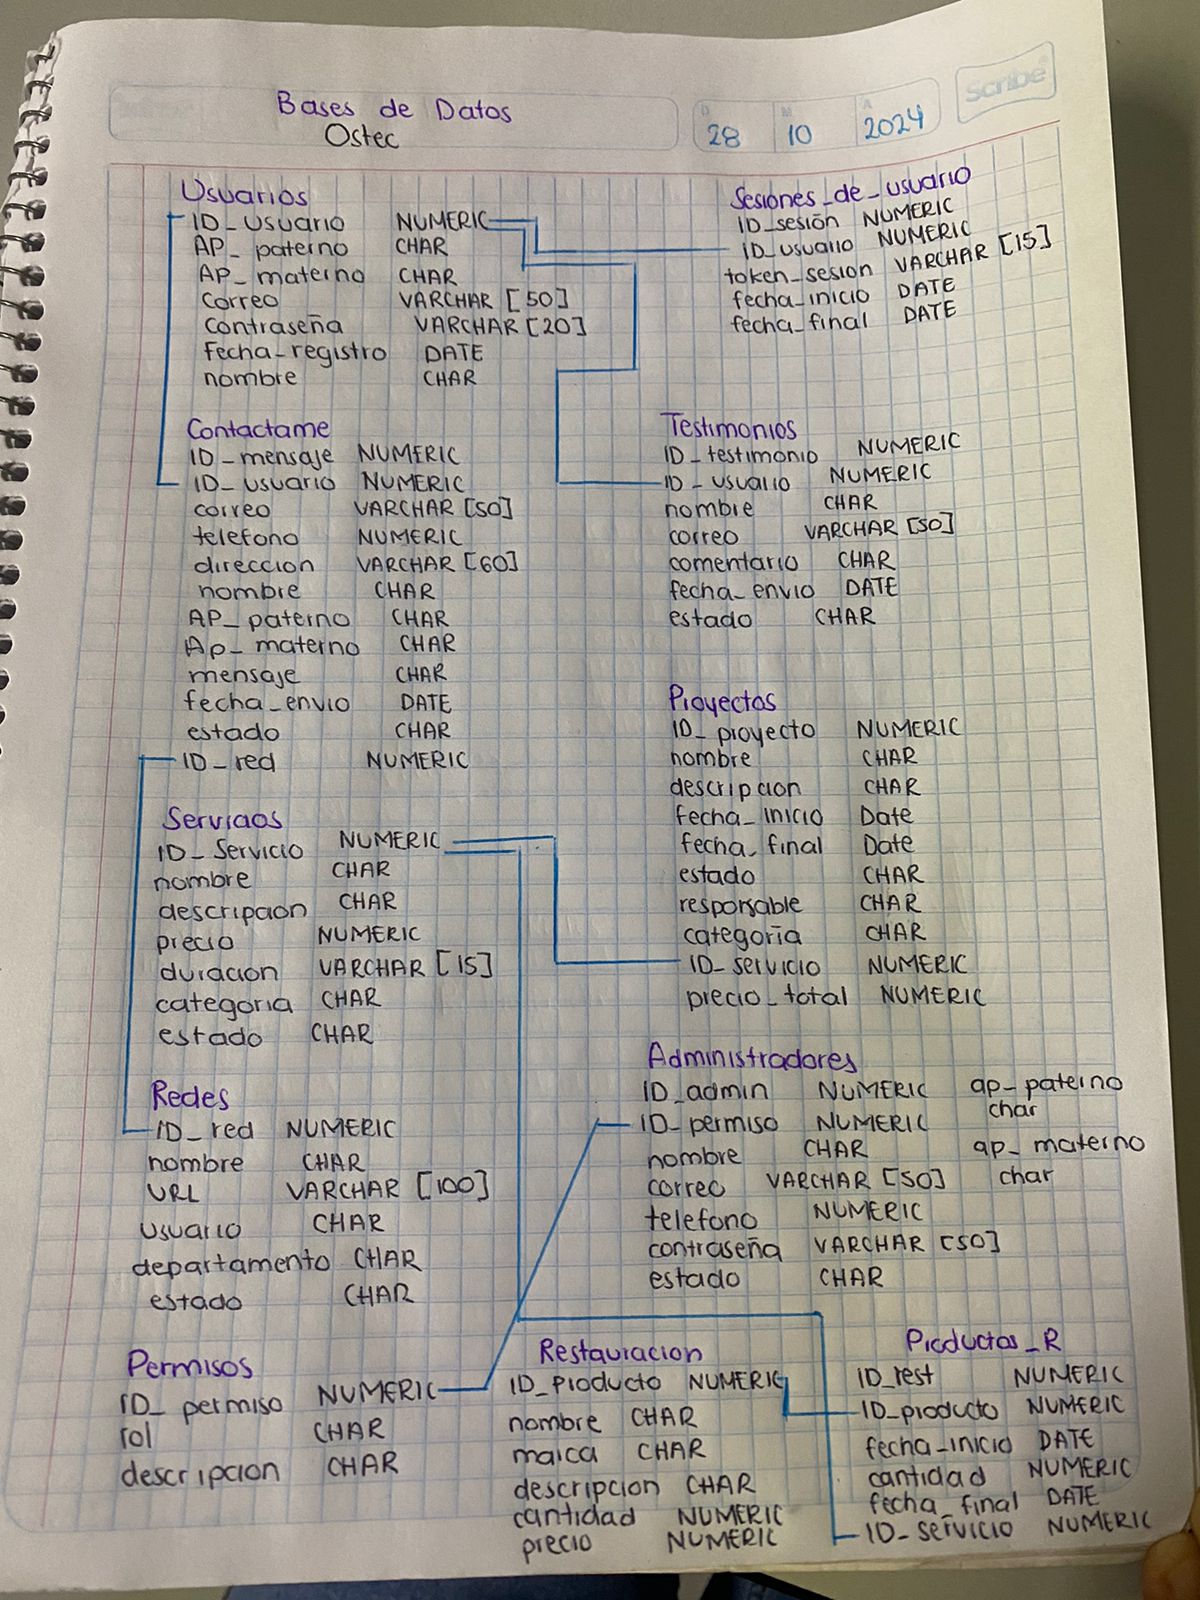 Scribe
Bases de Datos
Ostec
D 28 M 10 A 2024
Usuarios
ID_usuario NUMERIC
AP_paterno CHAR
AP_materno CHAR
correo VARCHAR [50]
contraseña VARCHAR [20]
fecha_registro DATE
nombre CHAR
Sesiones_de_usuario
ID_sesión NUMERIC
ID_usuario NUMERIC
token_sesion VARCHAR [15]
fecha_inicio DATE
fecha_final DATE
Contactame
ID_mensaje NUMERIC
ID_usuario NUMERIC
correo VARCHAR [50]
telefono NUMERIC
direccion VARCHAR [60]
nombre CHAR
AP_paterno CHAR
Ap_materno CHAR
mensaje CHAR
fecha_envio DATE
estado CHAR
ID_red NUMERIC
Testimonios
ID_testimonio NUMERIC
ID_usuario NUMERIC
nombre CHAR
correo VARCHAR [50]
comentario CHAR
fecha_envio DATE
estado CHAR
Servicios
ID_Servicio NUMERIC
nombre CHAR
descripcion CHAR
precio NUMERIC
duracion VARCHAR [15]
categoria CHAR
estado CHAR
Proyectos
ID_proyecto NUMERIC
nombre CHAR
descripcion CHAR
fecha_inicio Date
fecha_final Date
estado CHAR
responsable CHAR
categoría CHAR
ID_servicio NUMERIC
precio_total NUMERIC
Redes
ID_red NUMERIC
nombre CHAR
URL VARCHAR [100]
usuario CHAR
departamento CHAR
estado CHAR
Administradores
ID_admin NUMERIC ap_paterno
char
ID_permiso NUMERIC
nombre CHAR ap_materno
correo VARCHAR [50] char
telefono NUMERIC
contraseña VARCHAR [50]
estado CHAR
Permisos
ID_permiso NUMERIC
rol CHAR
descripcion CHAR
Restauracion
ID_Producto NUMERIC
nombre CHAR
marca CHAR
descripcion CHAR
cantidad NUMERIC
precio NUMERIC
Productos_R
ID_rest NUMERIC
ID_producto NUMERIC
fecha_inicio DATE
cantidad NUMERIC
fecha_final DATE
ID_servicio NUMERIC